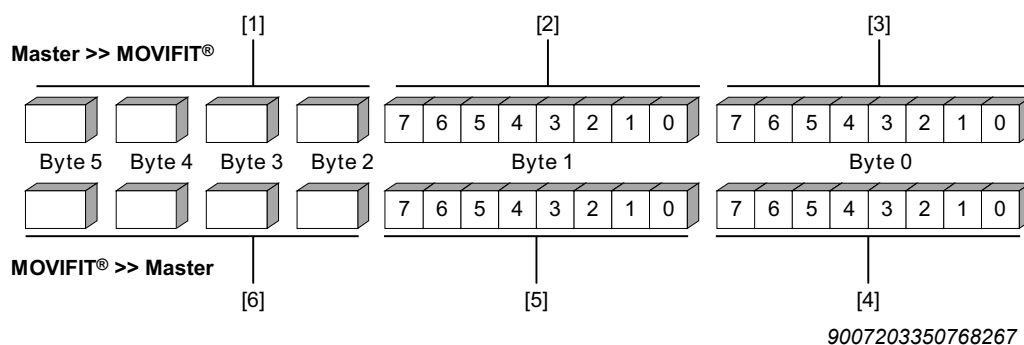 [1] [2] [3]
Master >> MOVIFIT®
7 6 5 4 3 2 1 0 7 6 5 4 3 2 1 0
Byte 5 Byte 4 Byte 3 Byte 2 Byte 1 Byte 0
7 6 5 4 3 2 1 0 7 6 5 4 3 2 1 0
MOVIFIT® >> Master
[6] [5] [4]
9007203350768267